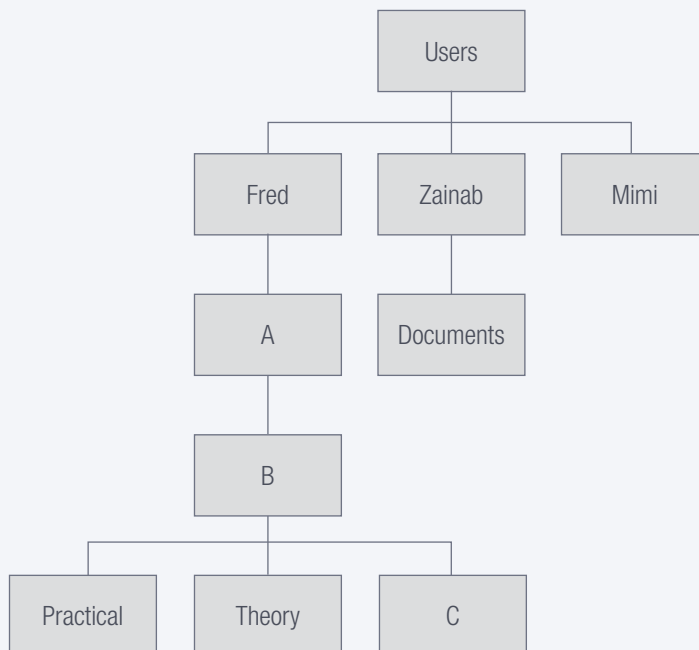 Users
Fred Zainab Mimi
A Documents
B
Practical Theory C